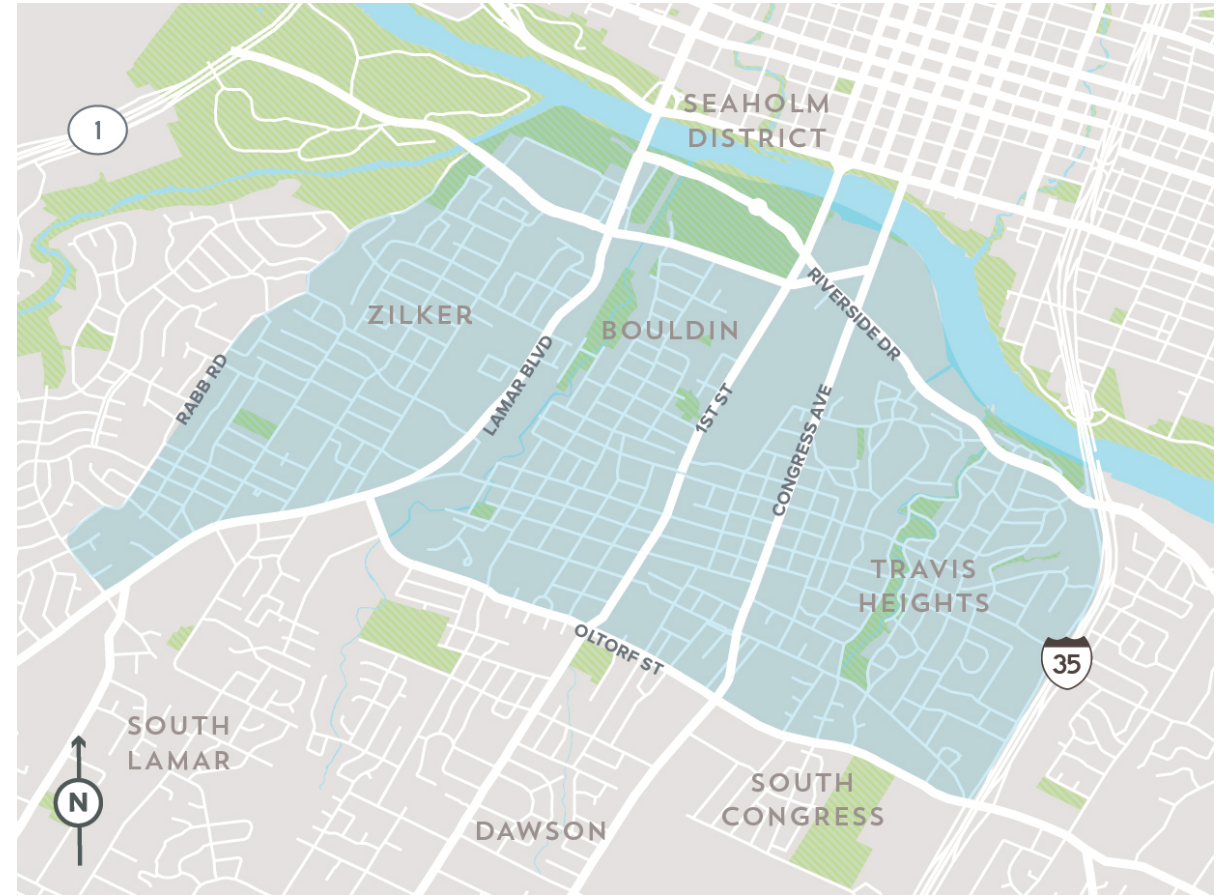 SEAHOLM
DISTRICT
1
ZILKER
BOULDIN
RIVERSIDE DR
RABB RD
LAMAR BLVD
1ST ST
CONGRESS AVE
TRAVIS
HEIGHTS
OLTORF ST
35
SOUTH
LAMAR
N
SOUTH
CONGRESS
DAWSON